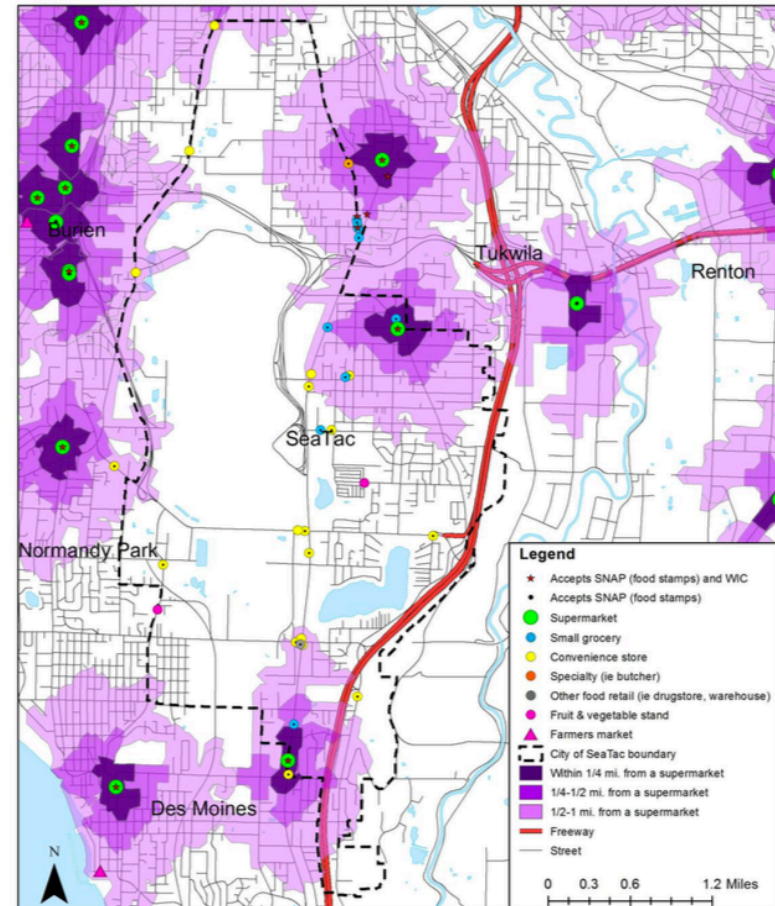 Burien
Tukwila
Renton
SeaTac
Normandy Park
Des Moines
N
Legend
Accepts SNAP (food stamps) and WIC
Accepts SNAP (food stamps)
Supermarket
Small grocery
Convenience store
Specialty (ie butcher)
Other food retail (ie drugstore, warehouse)
Fruit & vegetable stand
Farmers market
City of SeaTac boundary
Within 1/4 mi. from a supermarket
1/4-1/2 mi. from a supermarket
1/2-1 mi. from a supermarket
Freeway
Street
0 0.3 0.6 1.2 Miles